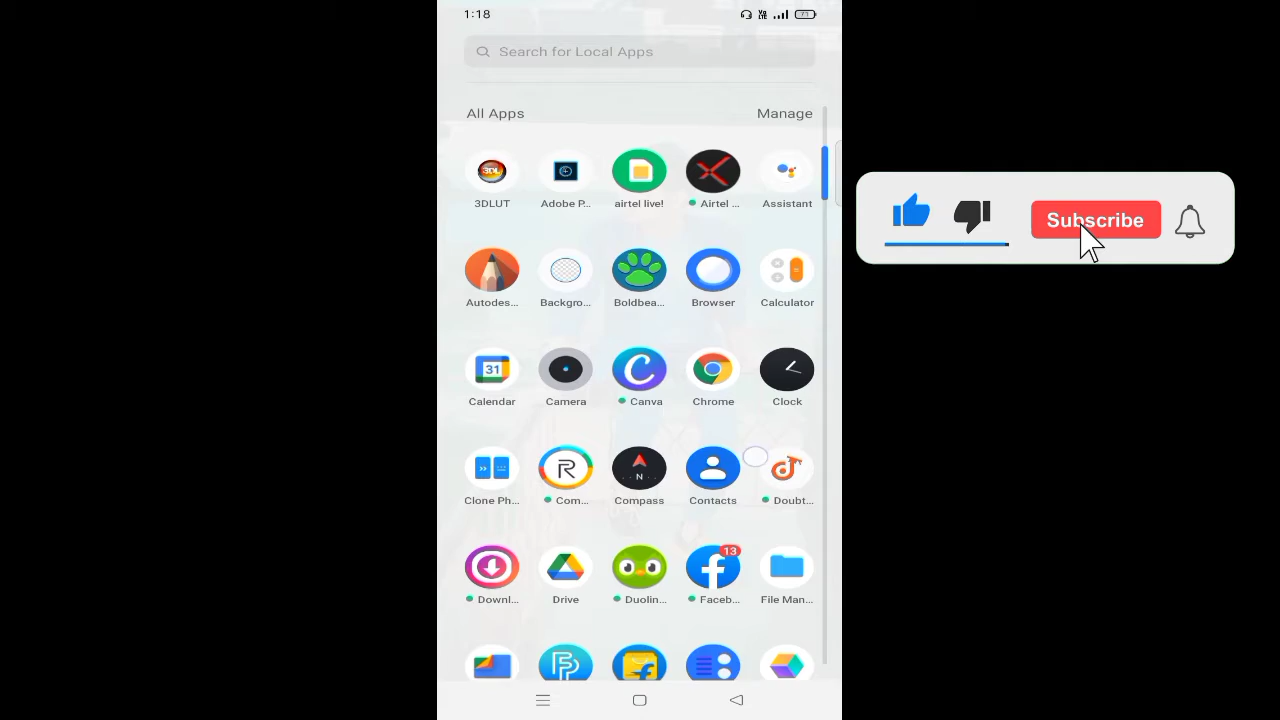 1:18
77
Search for Local Apps
All Apps
Manage
3DL
3DLUT
Adobe P...
airtel live!
Airtel ...
Assistant
Subscribe
Autodes...
Backgro...
Boldbea...
Browser
Calculator
31
Calendar
Camera
Canva
Chrome
Clock
N
Clone Ph...
Com...
Compass
Contacts
Doubt...
13
Downl...
Drive
Duolin...
Faceb...
File Man...